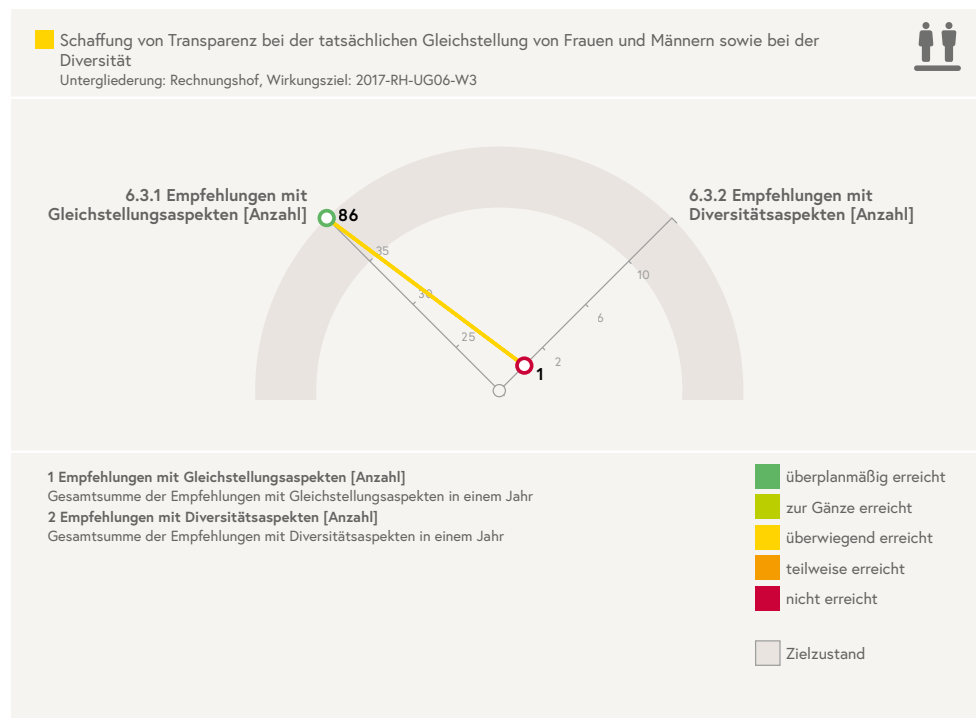 Schaffung von Transparenz bei der tatsächlichen Gleichstellung von Frauen und Männern sowie bei der
Diversität
Untergliederung: Rechnungshof, Wirkungsziel: 2017-RH-UG06-W3
6.3.1 Empfehlungen mit
Gleichstellungsaspekten [Anzahl]
86
6.3.2 Empfehlungen mit
Diversitätsaspekten [Anzahl]
35
30
25
10
6
2
1
1 Empfehlungen mit Gleichstellungsaspekten [Anzahl]
Gesamtsumme der Empfehlungen mit Gleichstellungsaspekten in einem Jahr
2 Empfehlungen mit Diversitätsaspekten [Anzahl]
Gesamtsumme der Empfehlungen mit Diversitätsaspekten in einem Jahr
überplanmäßig erreicht
zur Gänze erreicht
überwiegend erreicht
teilweise erreicht
nicht erreicht
Zielzustand